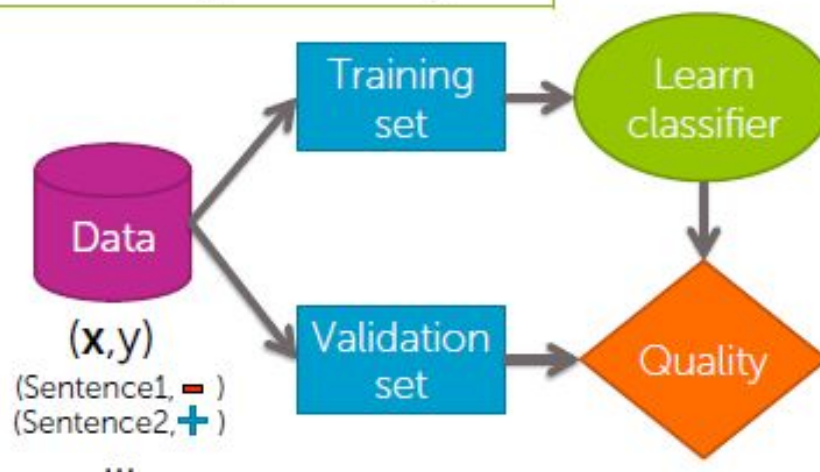 Training
set
Learn
classifier
Data
(x,y)
(Sentence1, - )
(Sentence2, + )
...
Validation
set
Quality